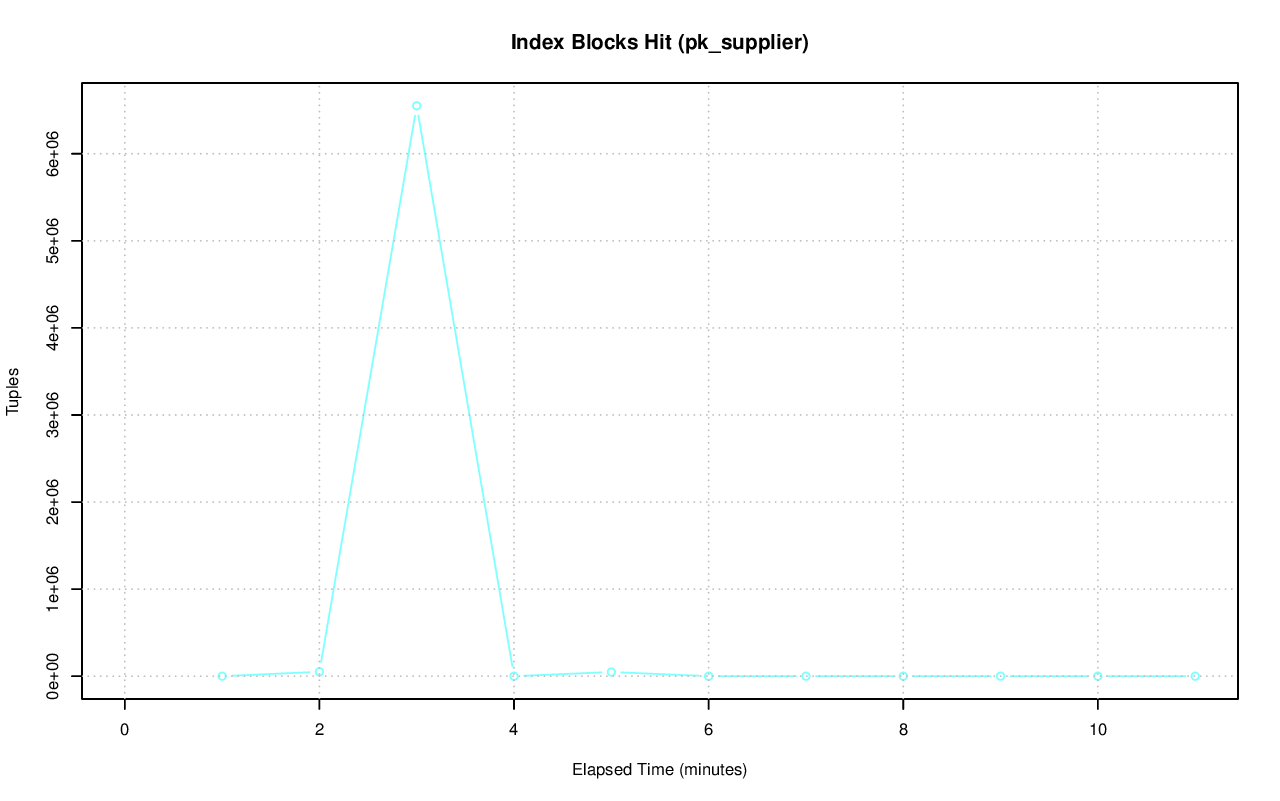 Index Blocks Hit (pk_supplier)
Tuples
6e+06
5e+06
4e+06
3e+06
2e+06
1e+06
0e+00
0 2 4 6 8 10
Elapsed Time (minutes)